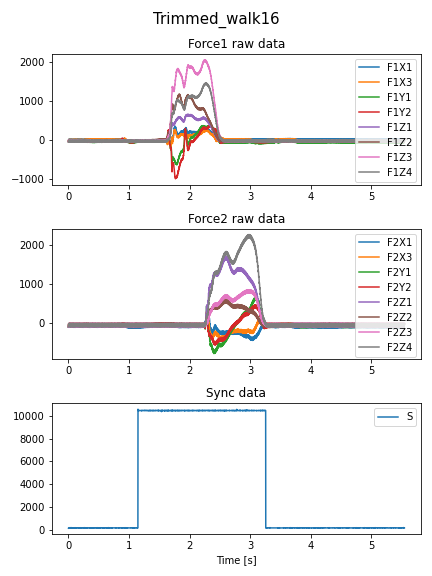 Trimmed_walk16
Force1 raw data
2000
1000
0
−1000
F1X1
F1X3
F1Y1
F1Y2
F1Z1
F1Z2
F1Z3
F1Z4
0 1 2 3 4 5
Force2 raw data
2000
1000
0
F2X1
F2X3
F2Y1
F2Y2
F2Z1
F2Z2
F2Z3
F2Z4
0 1 2 3 4 5
Sync data
10000
8000
6000
4000
2000
0
S
0 1 2 3 4 5
Time [s]